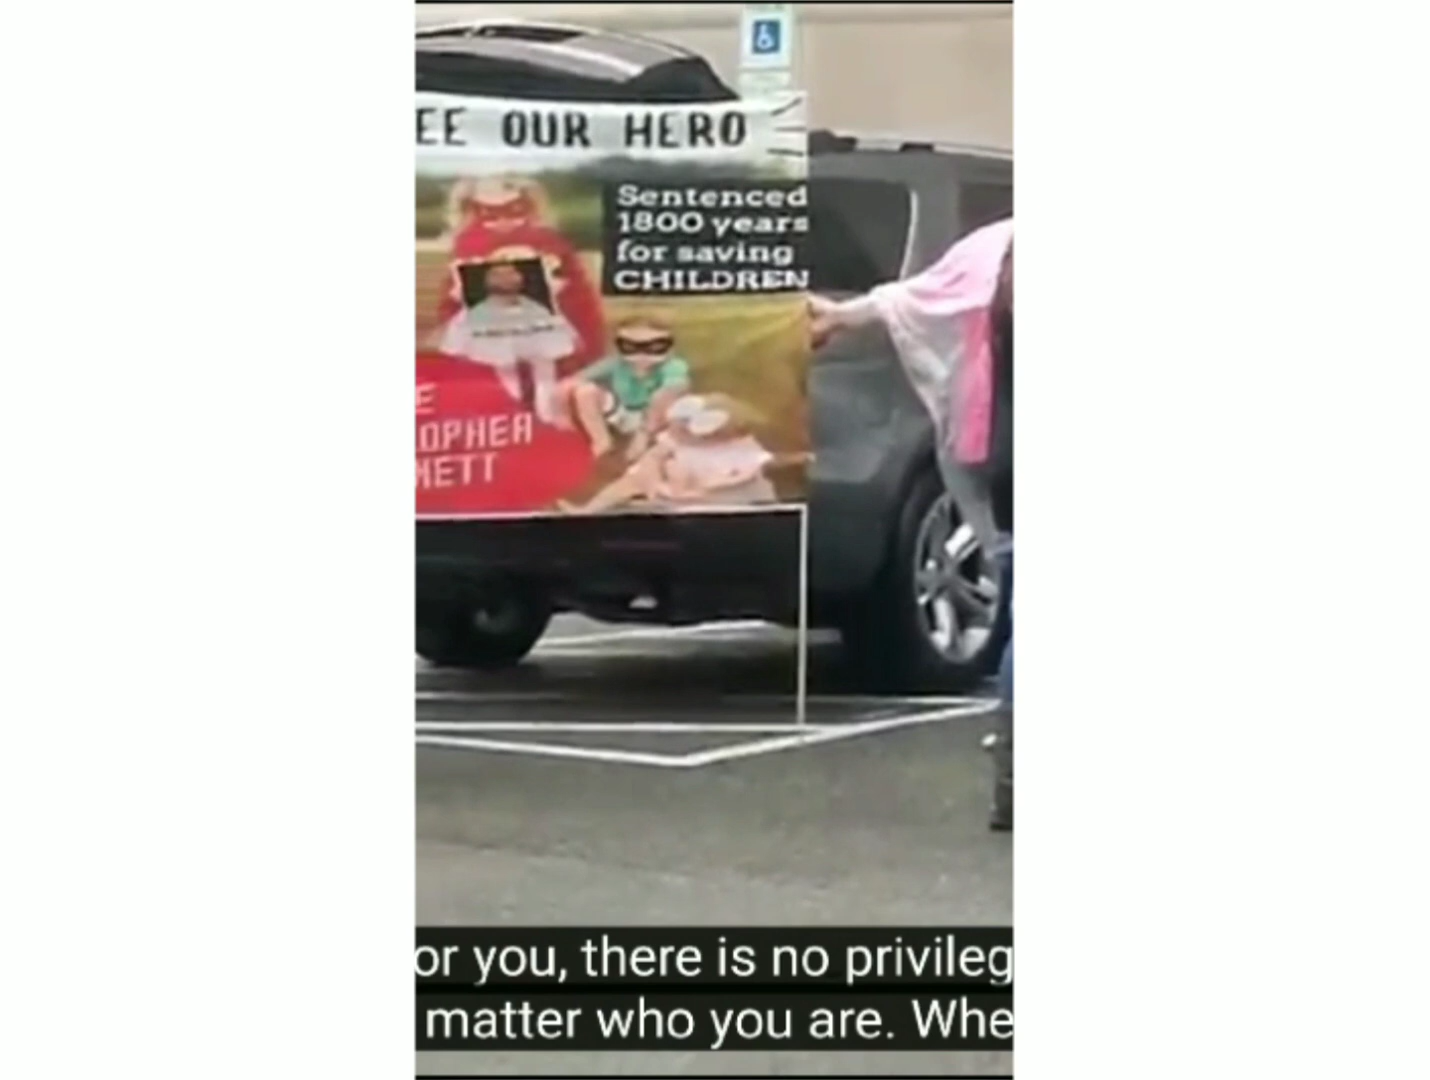 EE OUR HERO
Sentenced
1800 years
for saving
CHILDREN
E
OPHER
HETT
or you, there is no privileg
matter who you are. Whe